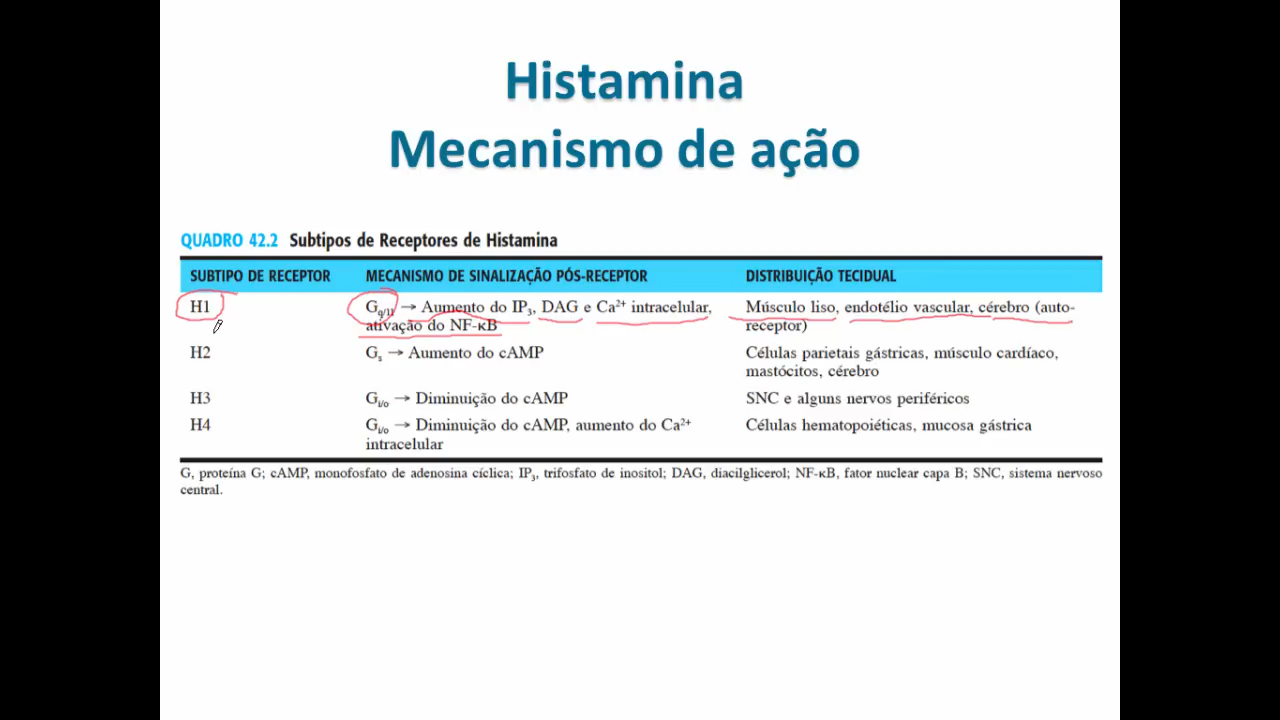 Histamina
Mecanismo de ação
QUADRO 42.2 Subtipos de Receptores de Histamina
SUBTIPO DE RECEPTOR MECANISMO DE SINALIZAÇÃO PÓS-RECEPTOR DISTRIBUIÇÃO TECIDUAL
H1 Gq/11 → Aumento do IP3, DAG e Ca2+ intracelular, Músculo liso, endotélio vascular, cérebro (auto-
ativação do NF-κB receptor)
H2 Gs → Aumento do cAMP Células parietais gástricas, músculo cardíaco,
mastócitos, cérebro
H3 Gi/o → Diminuição do cAMP SNC e alguns nervos periféricos
H4 Gi/o → Diminuição do cAMP, aumento do Ca2+ Células hematopoiéticas, mucosa gástrica
intracelular
G, proteína G; cAMP, monofosfato de adenosina cíclica; IP3, trifosfato de inositol; DAG, diacilglicerol; NF-κB, fator nuclear capa B; SNC, sistema nervoso
central.